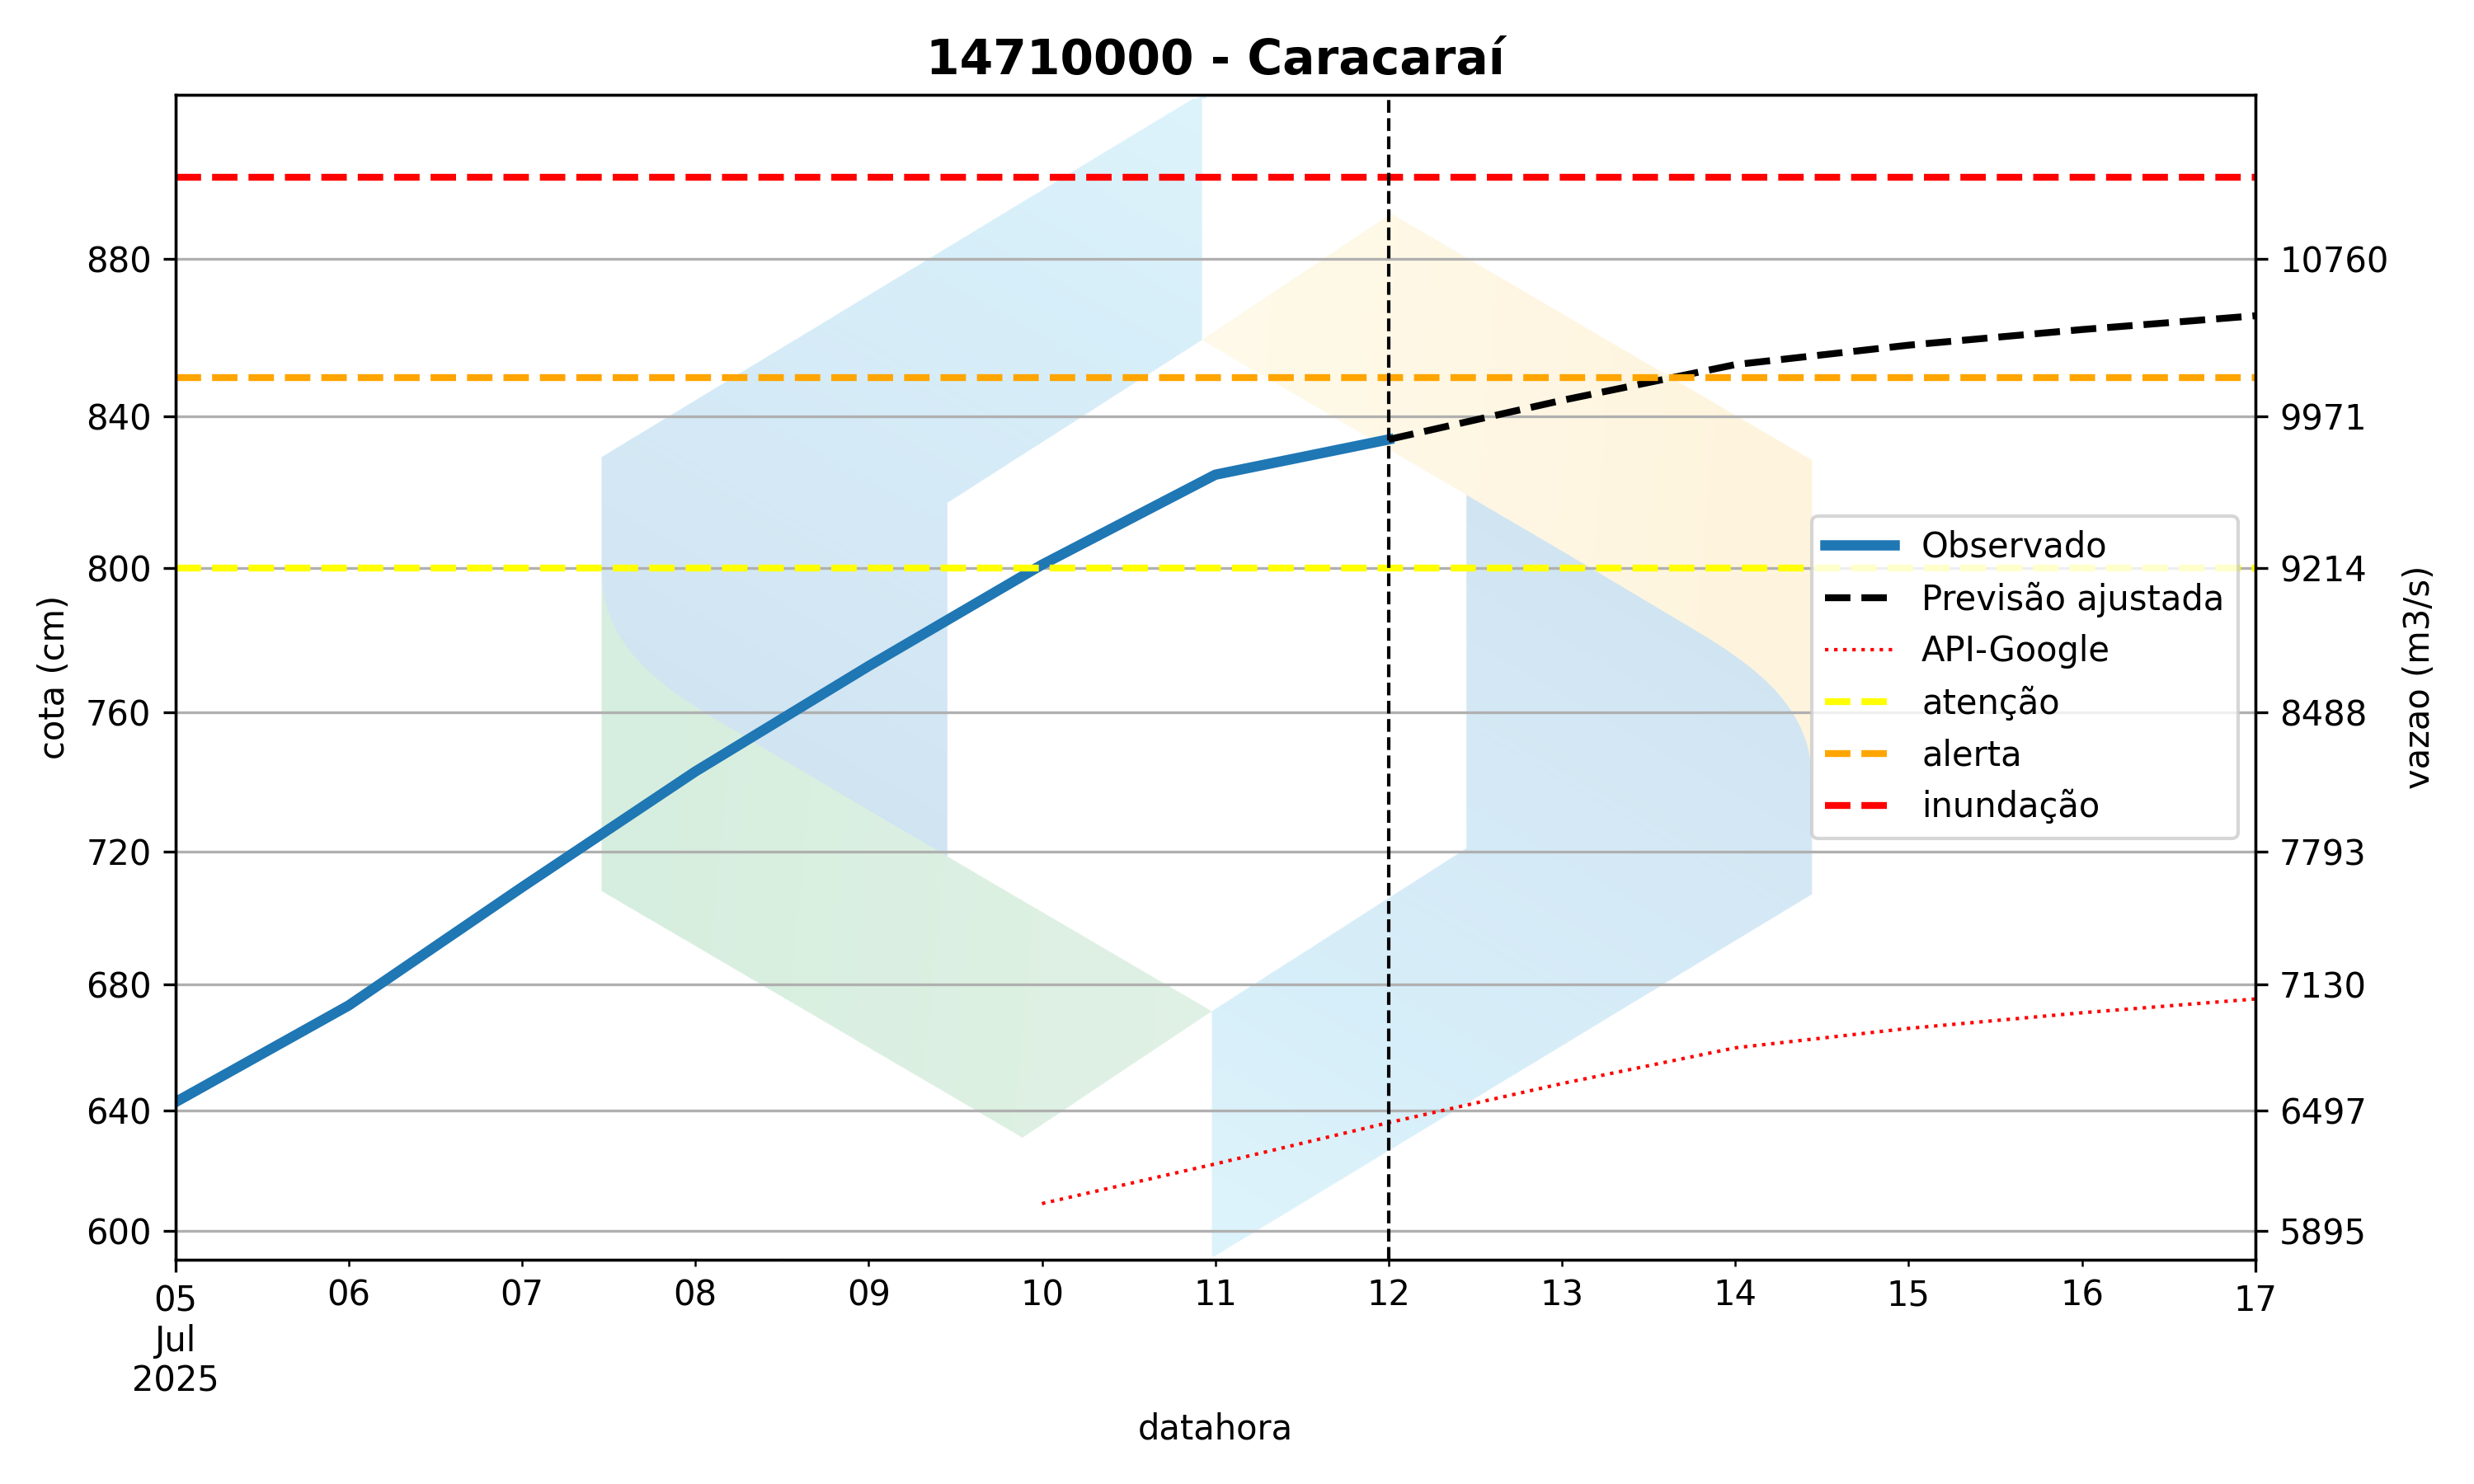 14710000 - Caracaraí
880
840
800
760
720
680
640
600
cota (cm)
10760
9971
9214
8488
7793
7130
6497
5895
vazao (m3/s)
Observado
Previsão ajustada
API-Google
atenção
alerta
inundação
05 06 07 08 09 10 11 12 13 14 15 16 17
Jul
2025
datahora